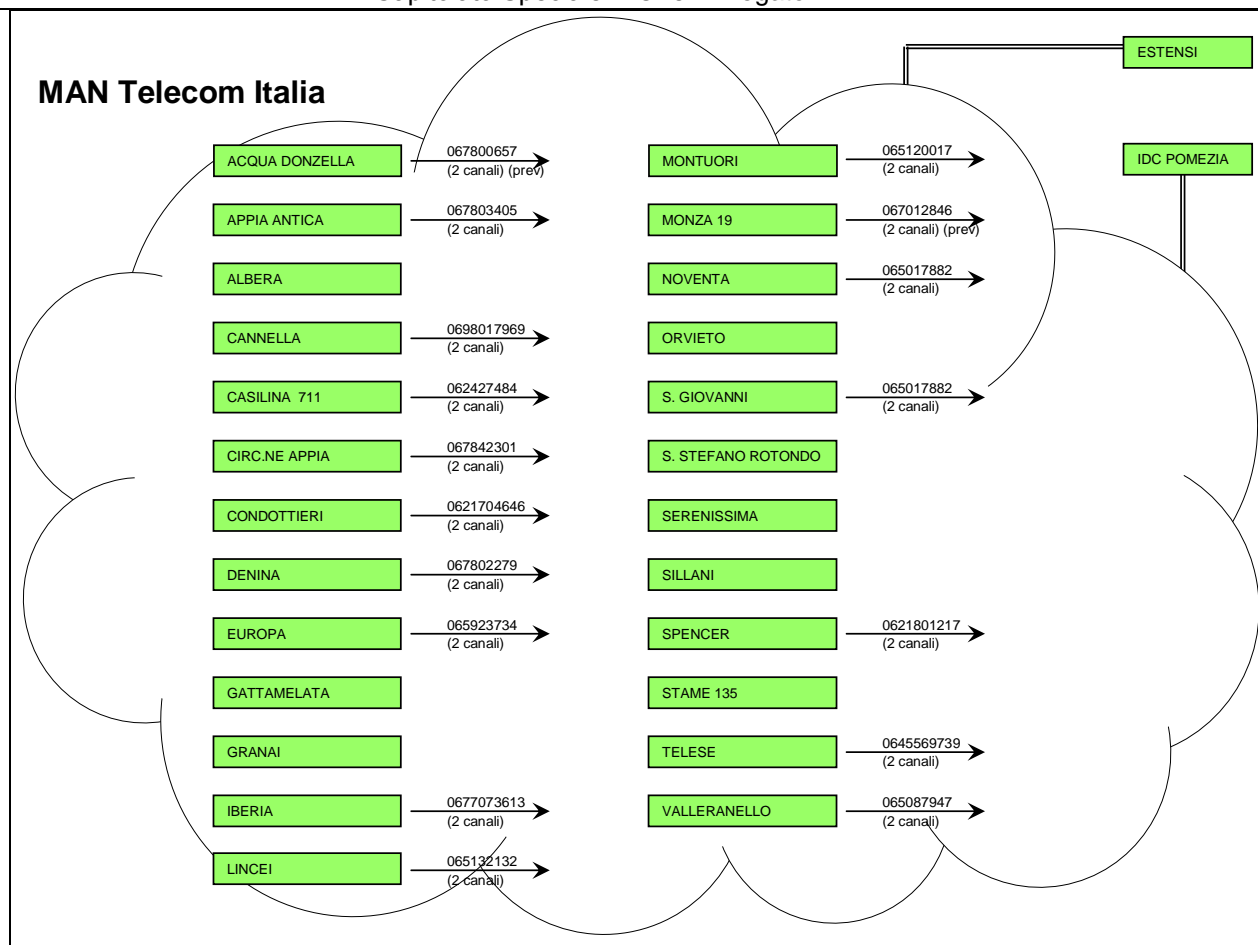 ESTENSI
MAN Telecom Italia
IDC POMEZIA
ACQUA DONZELLA
067800657
(2 canali) (prev)
APPIA ANTICA
067803405
(2 canali)
ALBERA
CANNELLA
0698017969
(2 canali)
CASILINA 711
062427484
(2 canali)
CIRC.NE APPIA
067842301
(2 canali)
CONDOTTIERI
0621704646
(2 canali)
DENINA
067802279
(2 canali)
EUROPA
065923734
(2 canali)
GATTAMELATA
GRANAI
IBERIA
0677073613
(2 canali)
LINCEI
065132132
(2 canali)
MONTUORI
065120017
(2 canali)
MONZA 19
067012846
(2 canali) (prev)
NOVENTA
065017882
(2 canali)
ORVIETO
S. GIOVANNI
065017882
(2 canali)
S. STEFANO ROTONDO
SERENISSIMA
SILLANI
SPENCER
0621801217
(2 canali)
STAME 135
TELESE
0645569739
(2 canali)
VALLERANELLO
065087947
(2 canali)